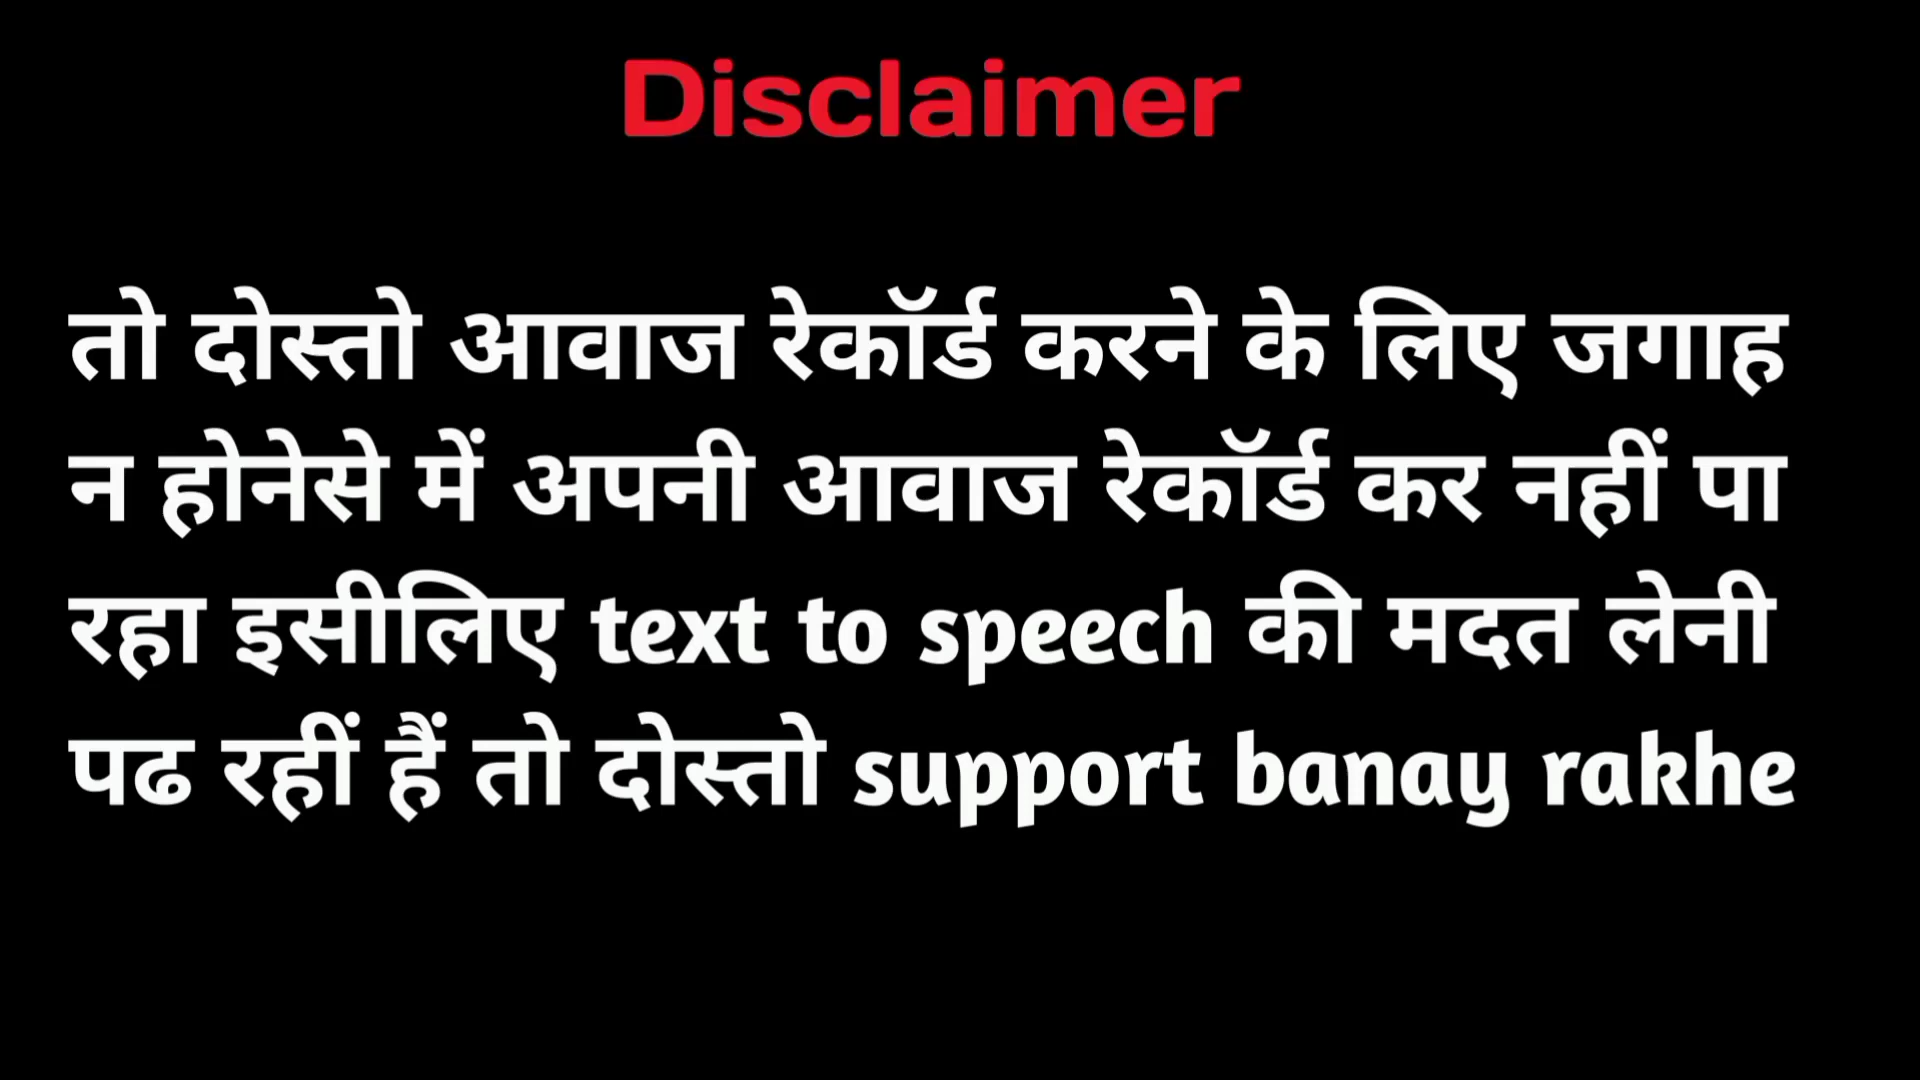 Disclaimer
तो दोस्तो आवाज रेकॉर्ड करने के लिए जगाह
न होनेसे में अपनी आवाज रेकॉर्ड कर नहीं पा
रहा इसीलिए text to speech की मदत लेनी
पढ रहीं हैं तो दोस्तो support banay rakhe